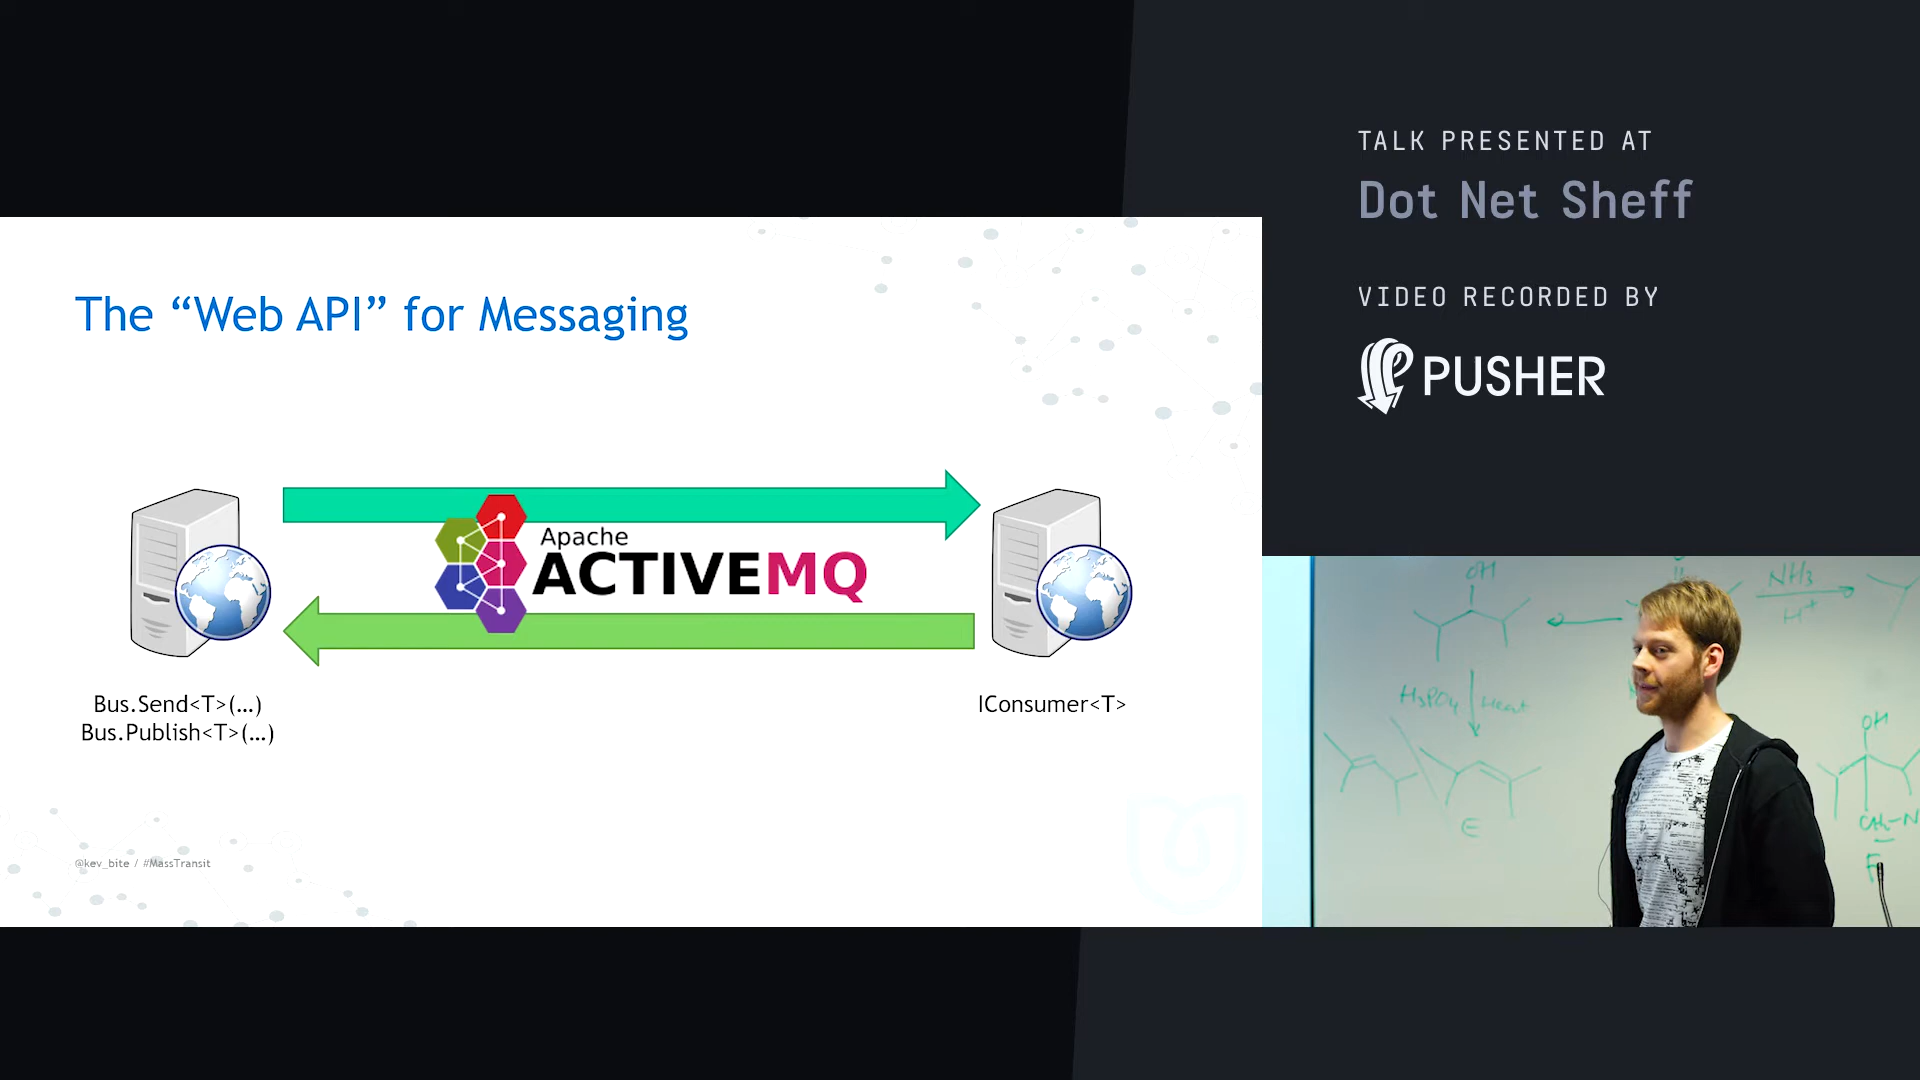 TALK PRESENTED AT
Dot Net Sheff
VIDEO RECORDED BY
PUSHER
The “Web API” for Messaging
Apache
ACTIVEMQ
Bus.Send<T>(…)
Bus.Publish<T>(…)
IConsumer<T>
@kev_bite / #MassTransit
OH
NH3
H+
H3PO4
Heat
E
OH